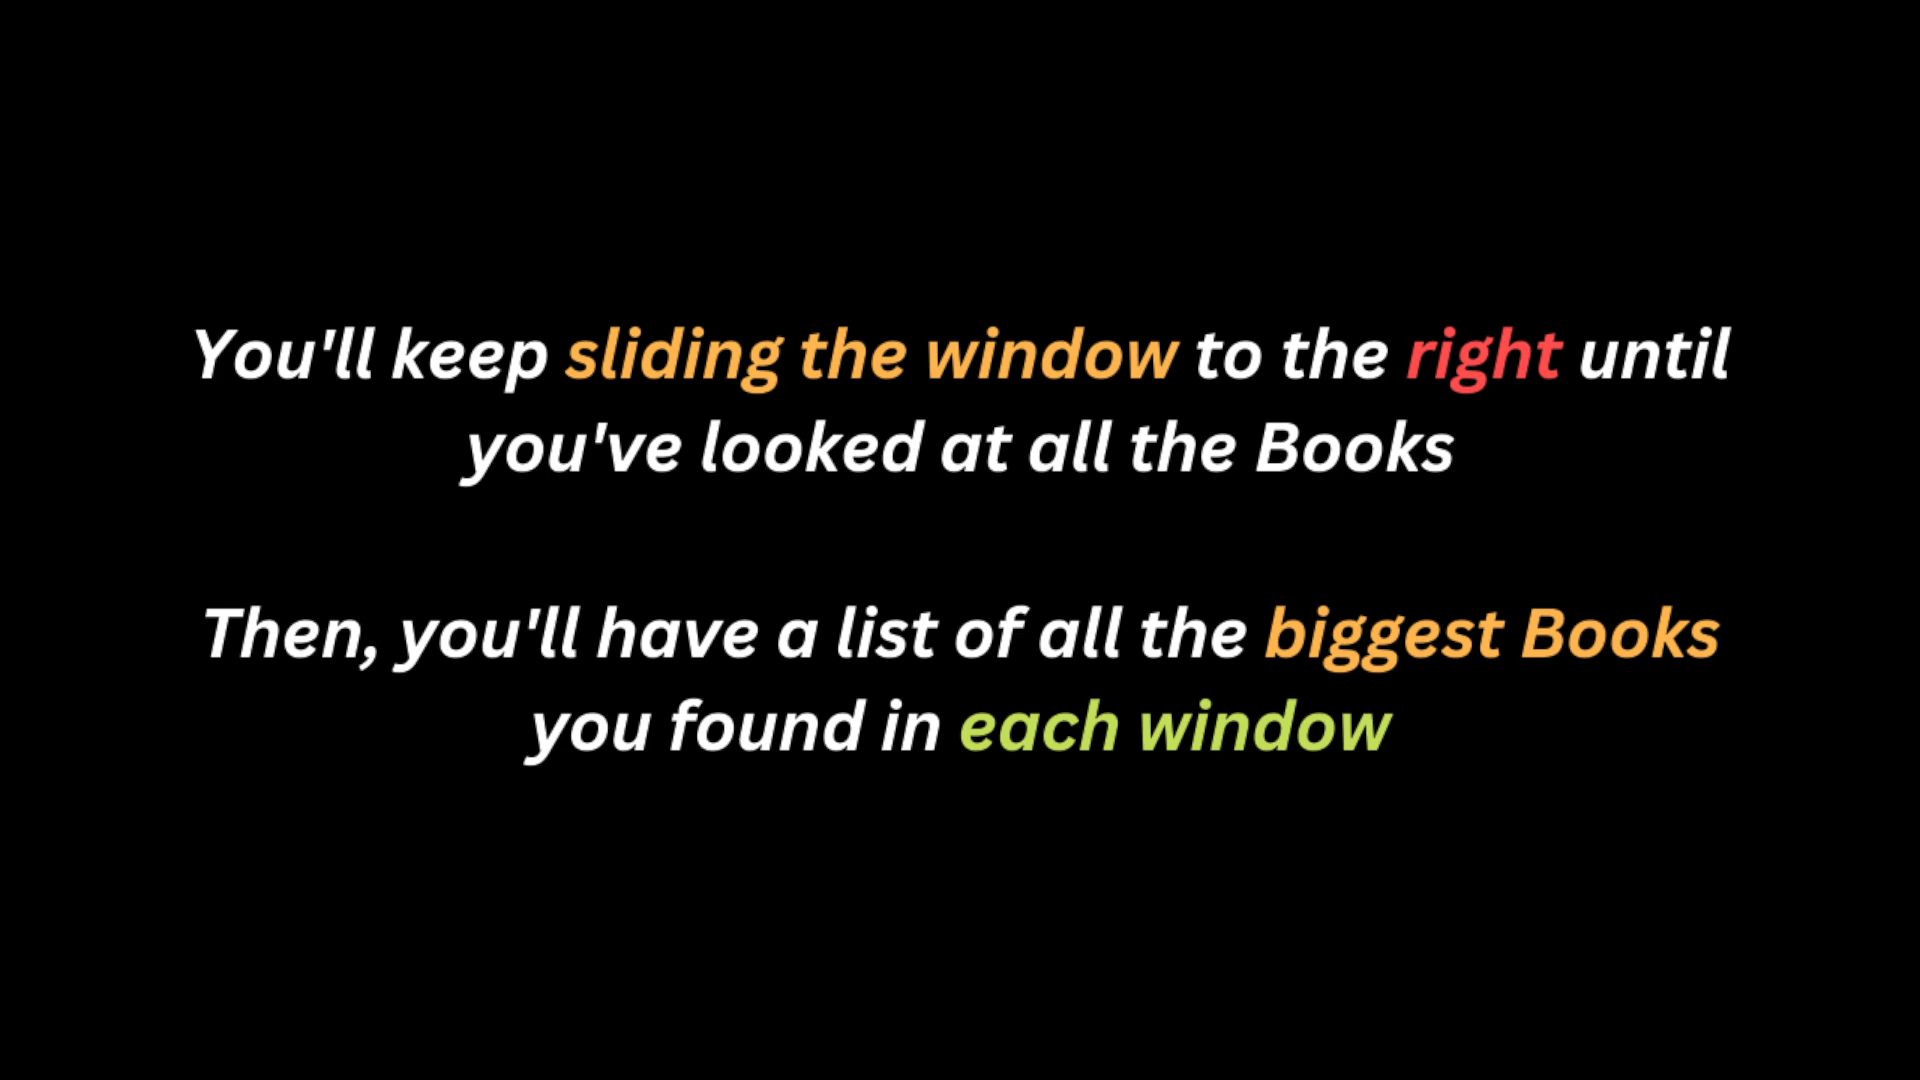 You'll keep sliding the window to the right until
you've looked at all the Books
Then, you'll have a list of all the biggest Books
you found in each window